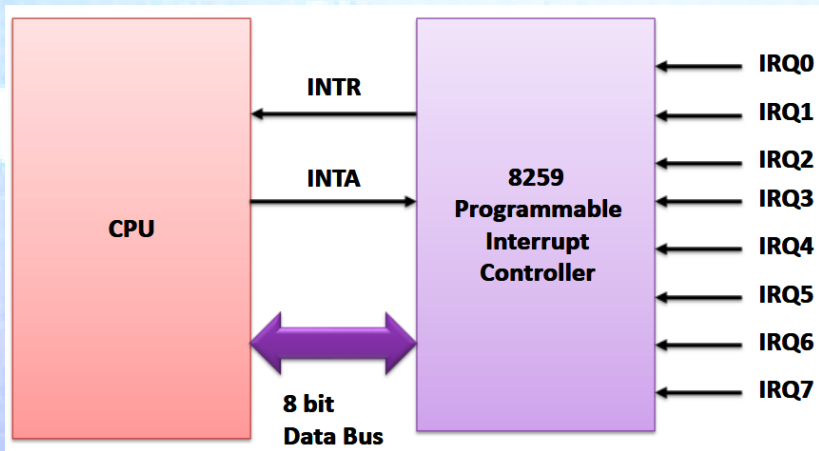 INTR
INTA
CPU
8 bit
Data Bus
8259
Programmable
Interrupt
Controller
IRQ0
IRQ1
IRQ2
IRQ3
IRQ4
IRQ5
IRQ6
IRQ7